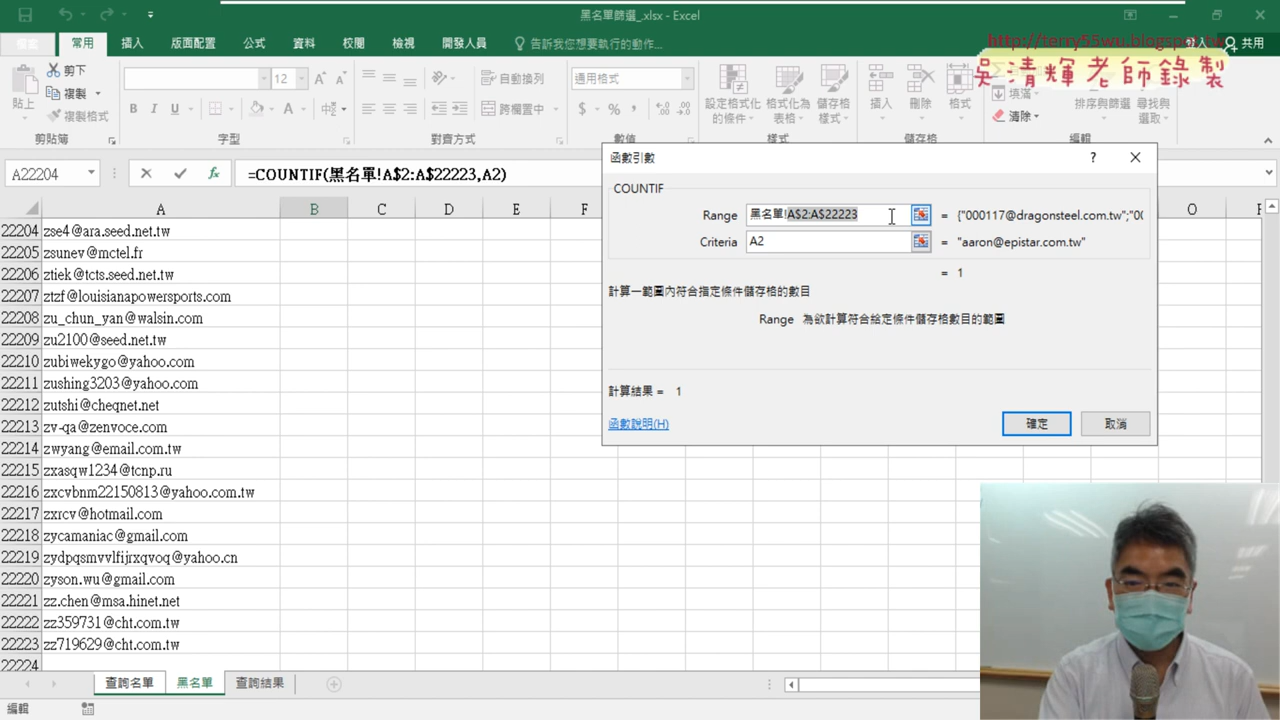 黑名單篩選_.xlsx - Excel
http://terry55wu.blogspot.tw
吳清輝老師錄製
常用 插入 版面配置 公式 資料 校閱 檢視 開發人員 告訴我您想要執行的動作... 共用
貼上 剪下 複製 複製格式
剪貼簿
12
B I U
字型
自動換列
跨欄置中
對齊方式
通用格式
數值
設定格式化的條件 格式化為表格 儲存格樣式
樣式
插入 刪除 格式
儲存格
填滿
清除
排序與篩選 尋找與選取
編輯
A22204 =COUNTIF(黑名單!A$2:A$22223,A2)
A B C D E F O
22204 zse4@ara.seed.net.tw
22205 zsunev@mctel.fr
22206 ztiek@tcts.seed.net.tw
22207 ztzf@louisianapowersports.com
22208 zu_chun_yan@walsin.com
22209 zu2100@seed.net.tw
22210 zubiwekygo@yahoo.com
22211 zushing3203@yahoo.com
22212 zutshi@cheqnet.net
22213 zv-qa@zenvoce.com
22214 zwyang@email.com.tw
22215 zxasqw1234@tcnp.ru
22216 zxcvbnm22150813@yahoo.com.tw
22217 zxrcv@hotmail.com
22218 zycamaniac@gmail.com
22219 zydpqsmvvlfijrxqvoq@yahoo.cn
22220 zyson.wu@gmail.com
22221 zz.chen@msa.hinet.net
22222 zz359731@cht.com.tw
22223 zz719629@cht.com.tw
22224
函數引數 ?
COUNTIF
Range 黑名單!A$2:A$22223 = {"000117@dragonsteel.com.tw";"00
Criteria A2 = "aaron@epistar.com.tw"
= 1
計算一範圍內符合指定條件儲存格的數目
Range 為欲計算符合給定條件儲存格數目的範圍
計算結果 = 1
函數說明(H)
確定 取消
查詢名單 黑名單 查詢結果
編輯